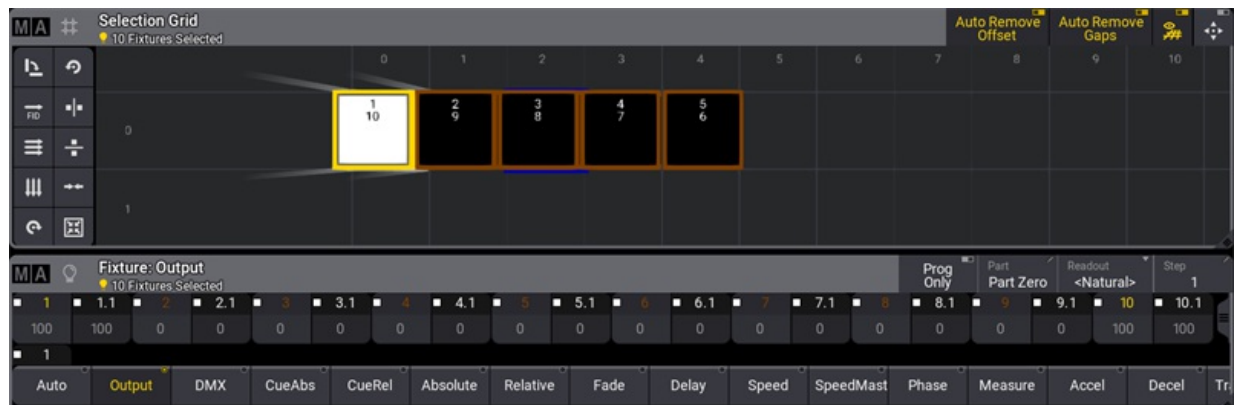 MA Selection Grid Auto Remove Offset Auto Remove Gaps
10 Fixtures Selected
0 1 2 3 4 5 6 7 8 9 10
FID
0
1 2 3 4 5
10 9 8 7 6
1
MA Fixture: Output Prog Only Part Part Zero Readout <Natural> Step 1
10 Fixtures Selected
1 1.1 2 2.1 3 3.1 4 4.1 5 5.1 6 6.1 7 7.1 8 8.1 9 9.1 10 10.1
100 100 0 0 0 0 0 0 0 0 0 0 0 0 0 0 0 0 100 100
1
Auto Output DMX CueAbs CueRel Absolute Relative Fade Delay Speed SpeedMast Phase Measure Accel Decel